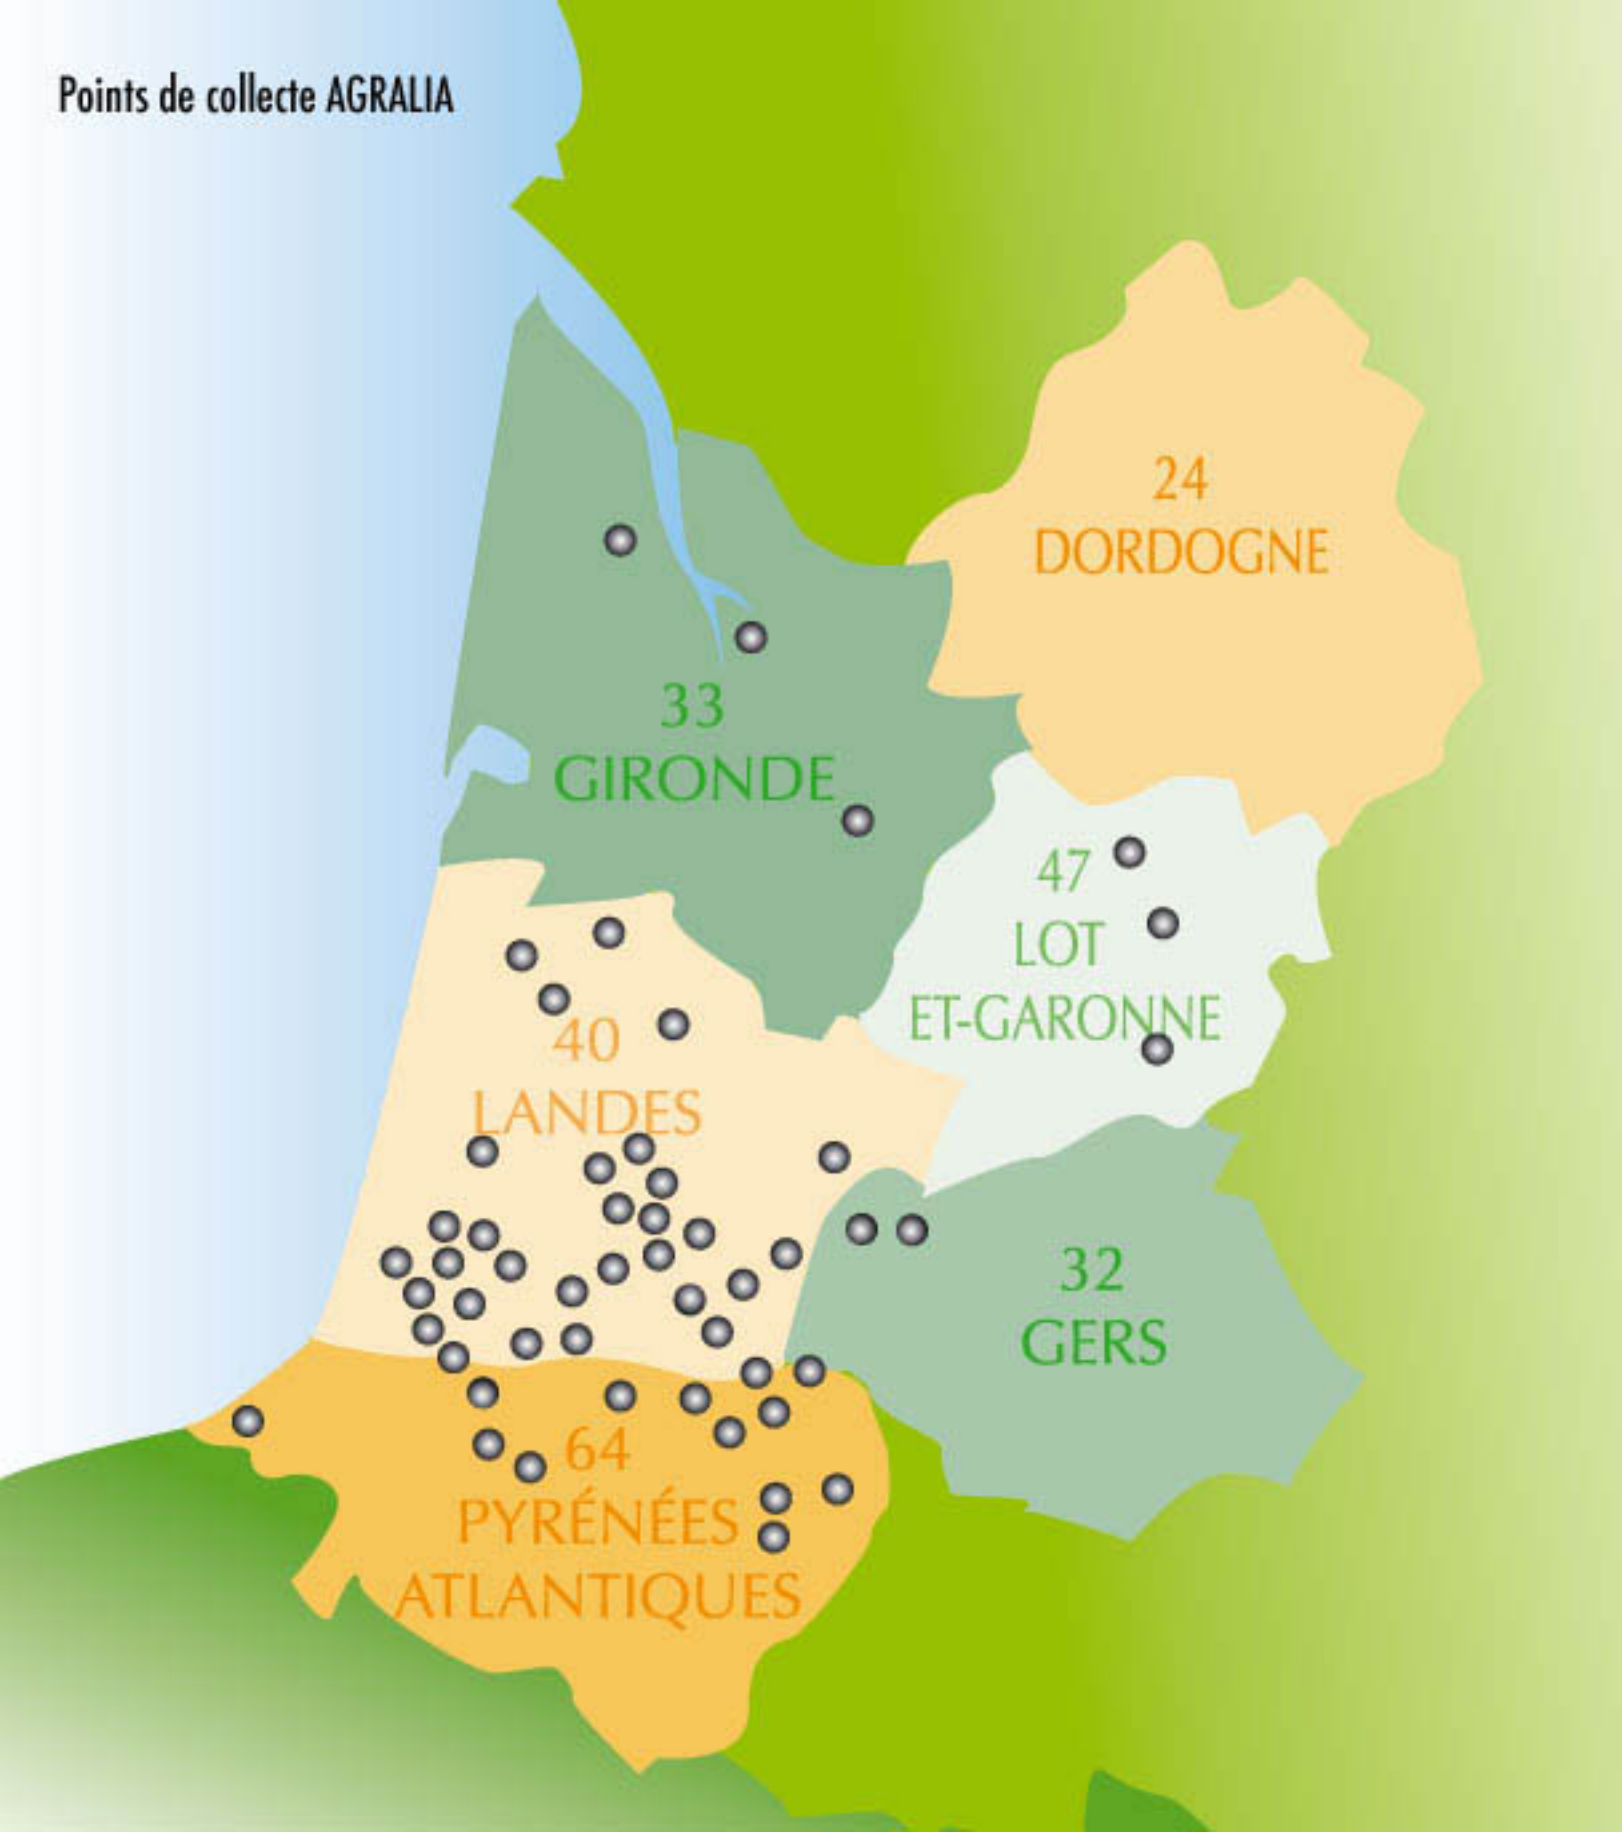 Points de collecte AGRALIA
24
DORDOGNE
33
GIRONDE
47
LOT
ET-GARONNE
40
LANDES
32
GERS
64
PYRÉNÉES
ATLANTIQUES